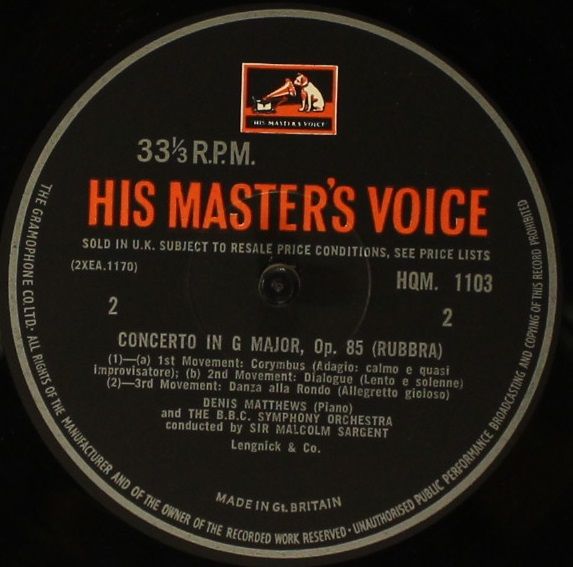 HIS MASTER'S VOICE
33⅓ R.P.M.
HIS MASTER'S VOICE
SOLD IN U.K. SUBJECT TO RESALE PRICE CONDITIONS, SEE PRICE LISTS
(2XEA.1170)
HQM. 1103
2
2
CONCERTO IN G MAJOR, Op. 85 (RUBBRA)
(1)—(a) 1st Movement: Corymbus (Adagio: calmo e quasi
improvisatore); (b) 2nd Movement: Dialogue (Lento e solenne)
(2)—3rd Movement: Danza alla Rondo (Allegretto gioioso)
DENIS MATTHEWS (Piano)
and THE B.B.C. SYMPHONY ORCHESTRA
conducted by SIR MALCOLM SARGENT
Lengnick & Co.
MADE IN Gt. BRITAIN
THE GRAMOPHONE CO. LTD. · ALL RIGHTS OF THE MANUFACTURER AND OF THE OWNER OF THE RECORDED WORK RESERVED · UNAUTHORISED PUBLIC PERFORMANCE BROADCASTING AND COPYING OF THIS RECORD PROHIBITED